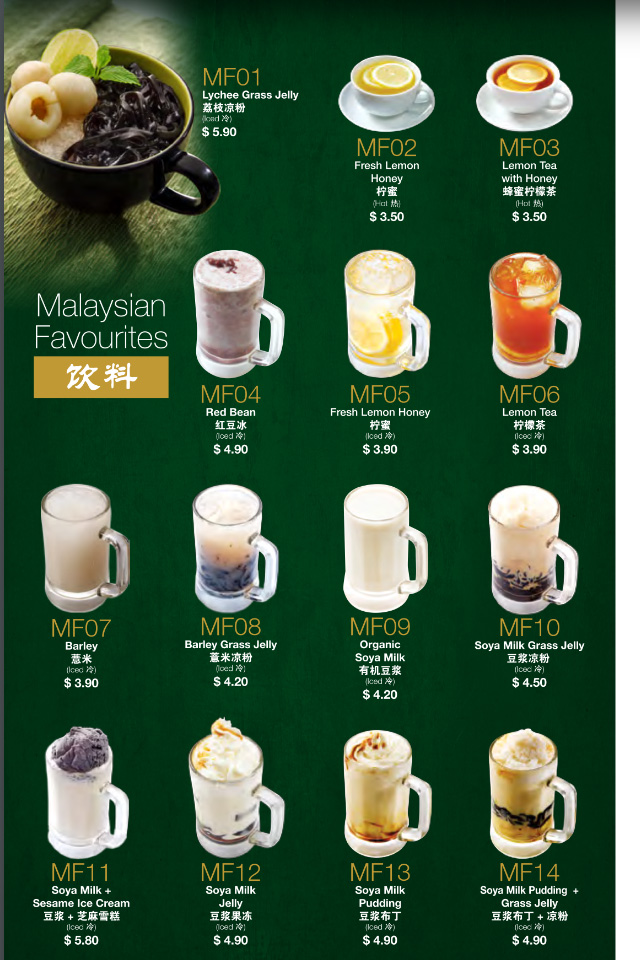 MF01
Lychee Grass Jelly
荔枝凉粉
(Iced 冷)
$ 5.90
MF02
Fresh Lemon
Honey
柠蜜
(Hot 热)
$ 3.50
MF03
Lemon Tea
with Honey
蜂蜜柠檬茶
(Hot 热)
$ 3.50
Malaysian
Favourites
饮料
MF04
Red Bean
红豆冰
(Iced 冷)
$ 4.90
MF05
Fresh Lemon Honey
柠蜜
(Iced 冷)
$ 3.90
MF06
Lemon Tea
柠檬茶
(Iced 冷)
$ 3.90
MF07
Barley
薏米
(Iced 冷)
$ 3.90
MF08
Barley Grass Jelly
薏米凉粉
(Iced 冷)
$ 4.20
MF09
Organic
Soya Milk
有机豆浆
(Iced 冷)
$ 4.20
MF10
Soya Milk Grass Jelly
豆浆凉粉
(Iced 冷)
$ 4.50
MF11
Soya Milk +
Sesame Ice Cream
豆浆 + 芝麻雪糕
(Iced 冷)
$ 5.80
MF12
Soya Milk
Jelly
豆浆果冻
(Iced 冷)
$ 4.90
MF13
Soya Milk
Pudding
豆浆布丁
(Iced 冷)
$ 4.90
MF14
Soya Milk Pudding +
Grass Jelly
豆浆布丁 + 凉粉
(Iced 冷)
$ 4.90